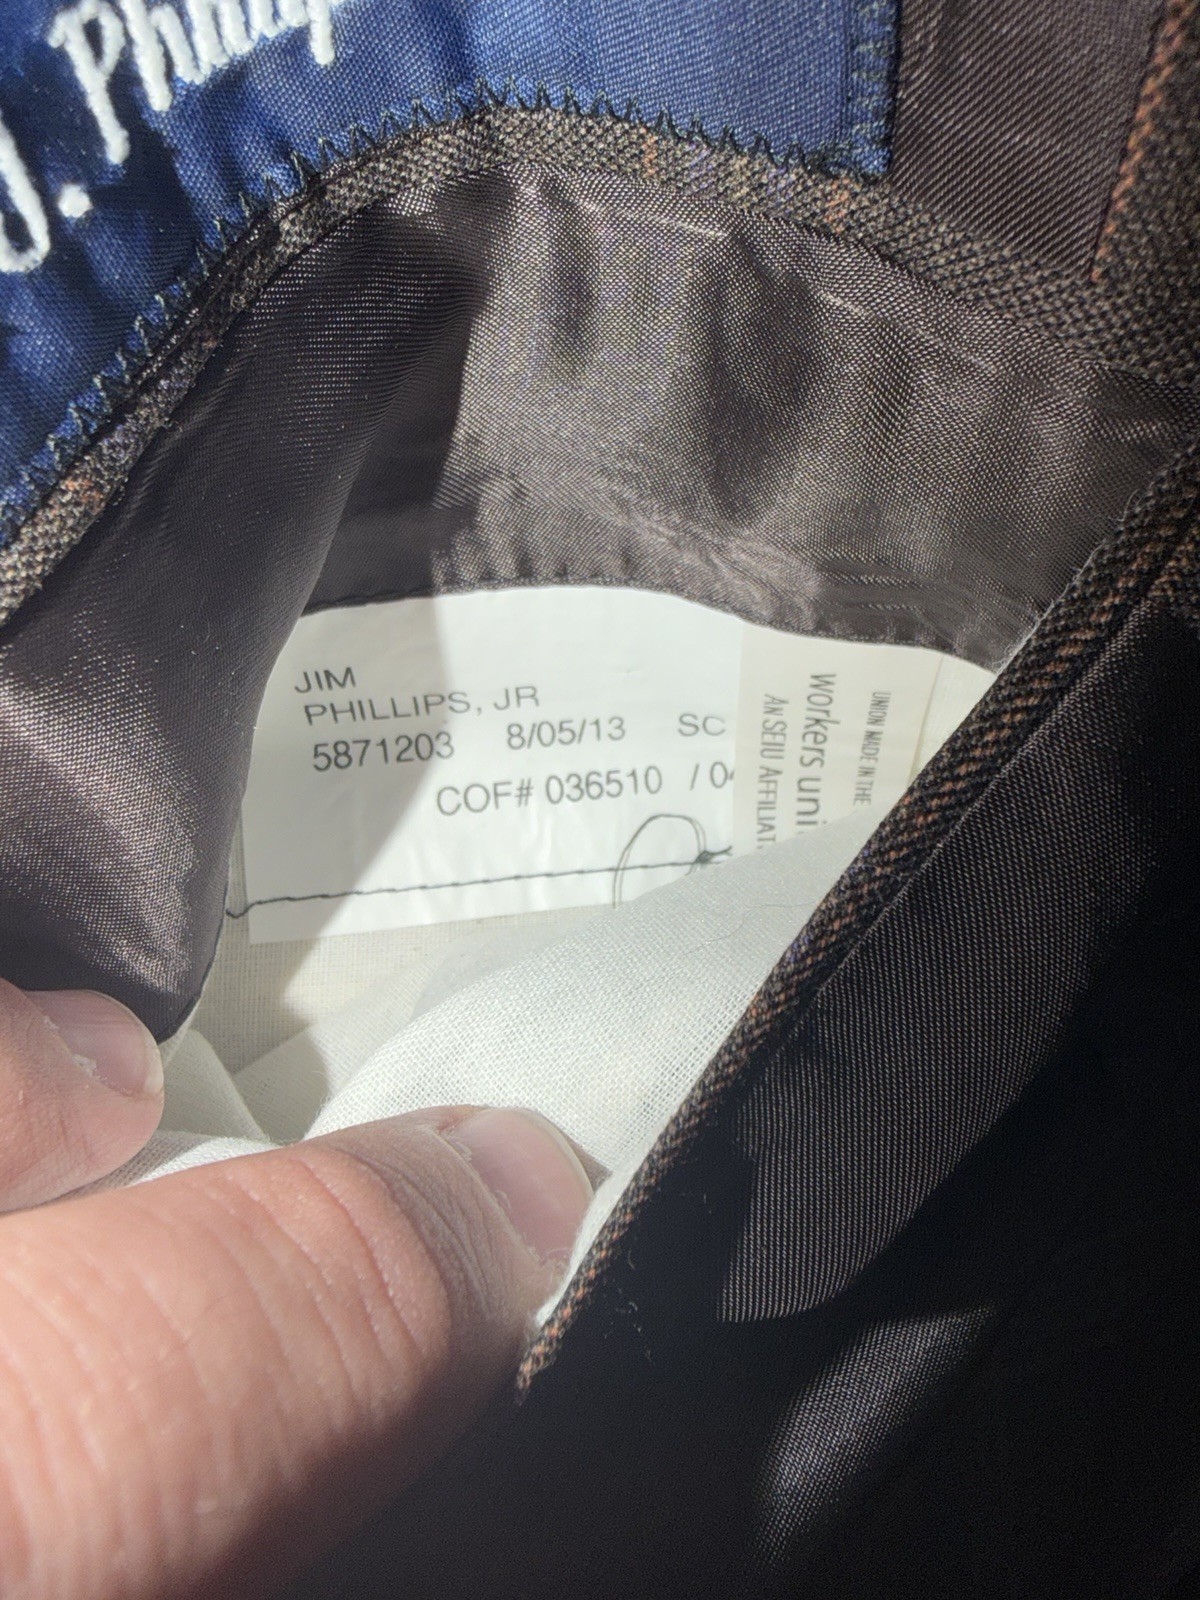 J. Phillip
JIM
PHILLIPS, JR
5871203 8/05/13 SC
COF# 036510 / 04
workers uni
AN SEIU AFFILIAT
UNION MADE IN THE